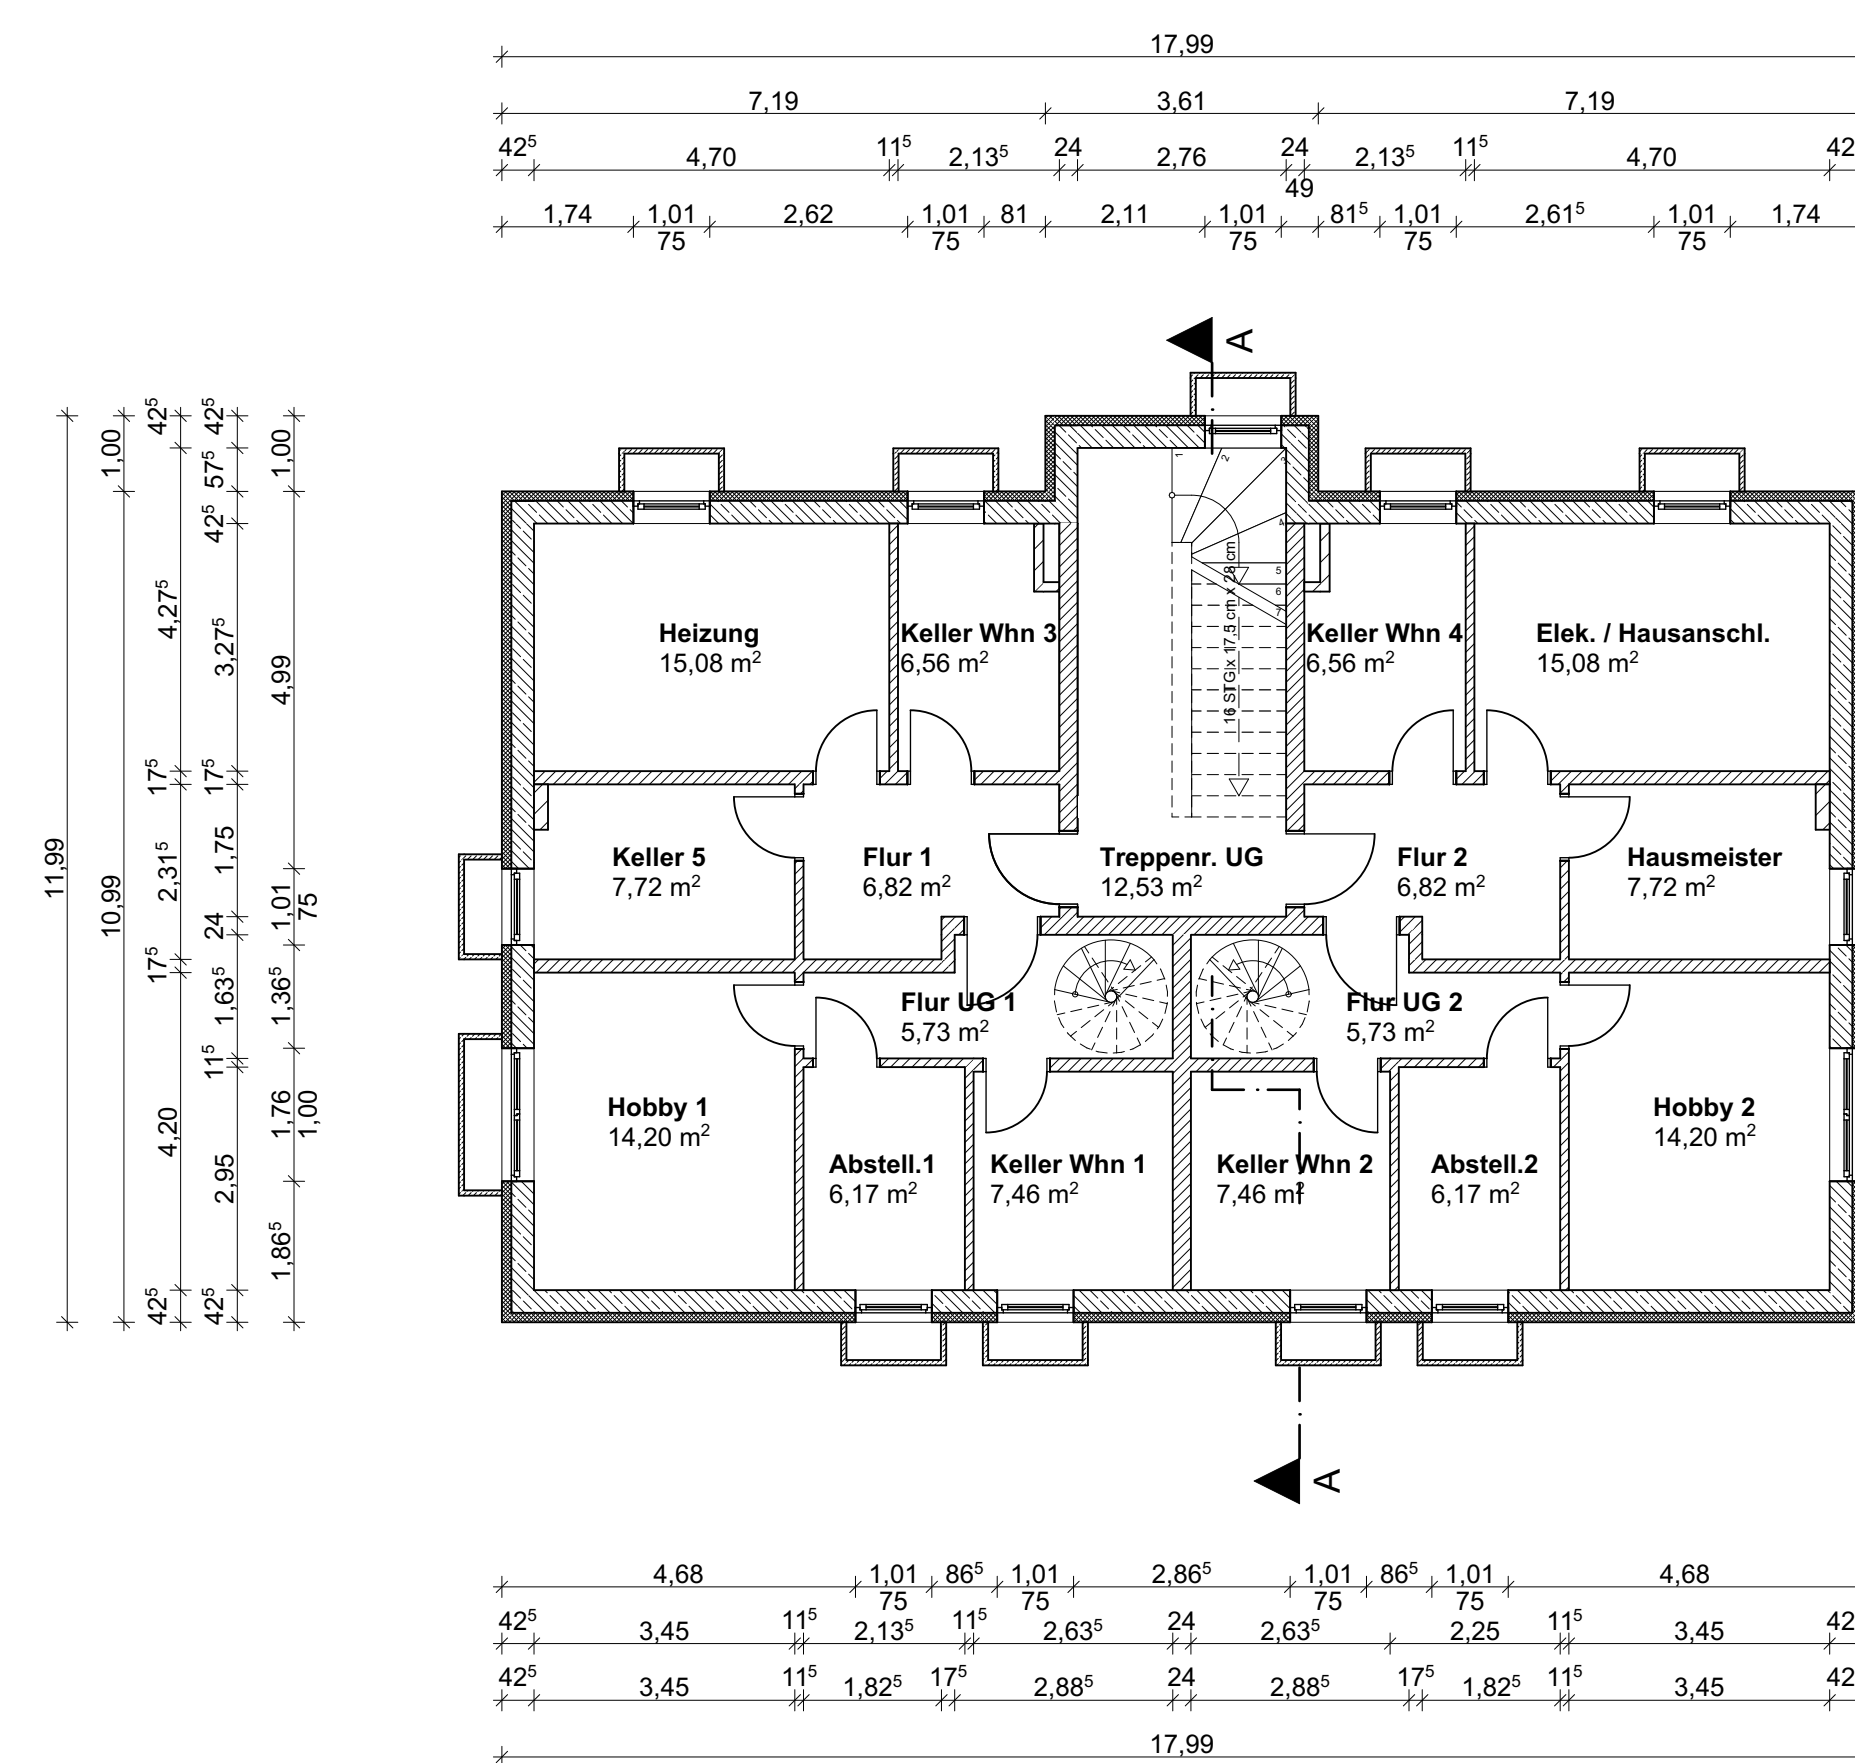 17,99
7,19 3,61 7,19
42⁵ 4,70 11⁵ 2,13⁵ 24 2,76 24 2,13⁵ 11⁵ 4,70 42
49
1,74 1,01 2,62 1,01 81 2,11 1,01 81⁵ 1,01 2,61⁵ 1,01 1,74
75 75 75 75 75
A
11,99
1,00 10,99
42⁵ 4,27⁵ 17⁵ 2,31⁵ 17⁵ 4,20 42⁵
42⁵ 57⁵ 42⁵ 3,27⁵ 17⁵ 1,75 24 1,63⁵ 11⁵ 2,95 42⁵
1,00 4,99 1,01 1,36⁵ 1,76 1,86⁵
75 1,00
1
2
3
4
5
6
7
16 STG x 17,5 cm x 28 cm
Heizung
15,08 m²
Keller Whn 3
6,56 m²
Keller Whn 4
6,56 m²
Elek. / Hausanschl.
15,08 m²
Keller 5
7,72 m²
Flur 1
6,82 m²
Treppenr. UG
12,53 m²
Flur 2
6,82 m²
Hausmeister
7,72 m²
Flur UG 1
5,73 m²
Flur UG 2
5,73 m²
Hobby 1
14,20 m²
Hobby 2
14,20 m²
Abstell.1
6,17 m²
Keller Whn 1
7,46 m²
Keller Whn 2
7,46 m²
Abstell.2
6,17 m²
A
4,68 1,01 86⁵ 1,01 2,86⁵ 1,01 86⁵ 1,01 4,68
75 75 75 75
42⁵ 3,45 11⁵ 2,13⁵ 11⁵ 2,63⁵ 24 2,63⁵ 2,25 11⁵ 3,45 42
42⁵ 3,45 11⁵ 1,82⁵ 17⁵ 2,88⁵ 24 2,88⁵ 17⁵ 1,82⁵ 11⁵ 3,45 42
17,99